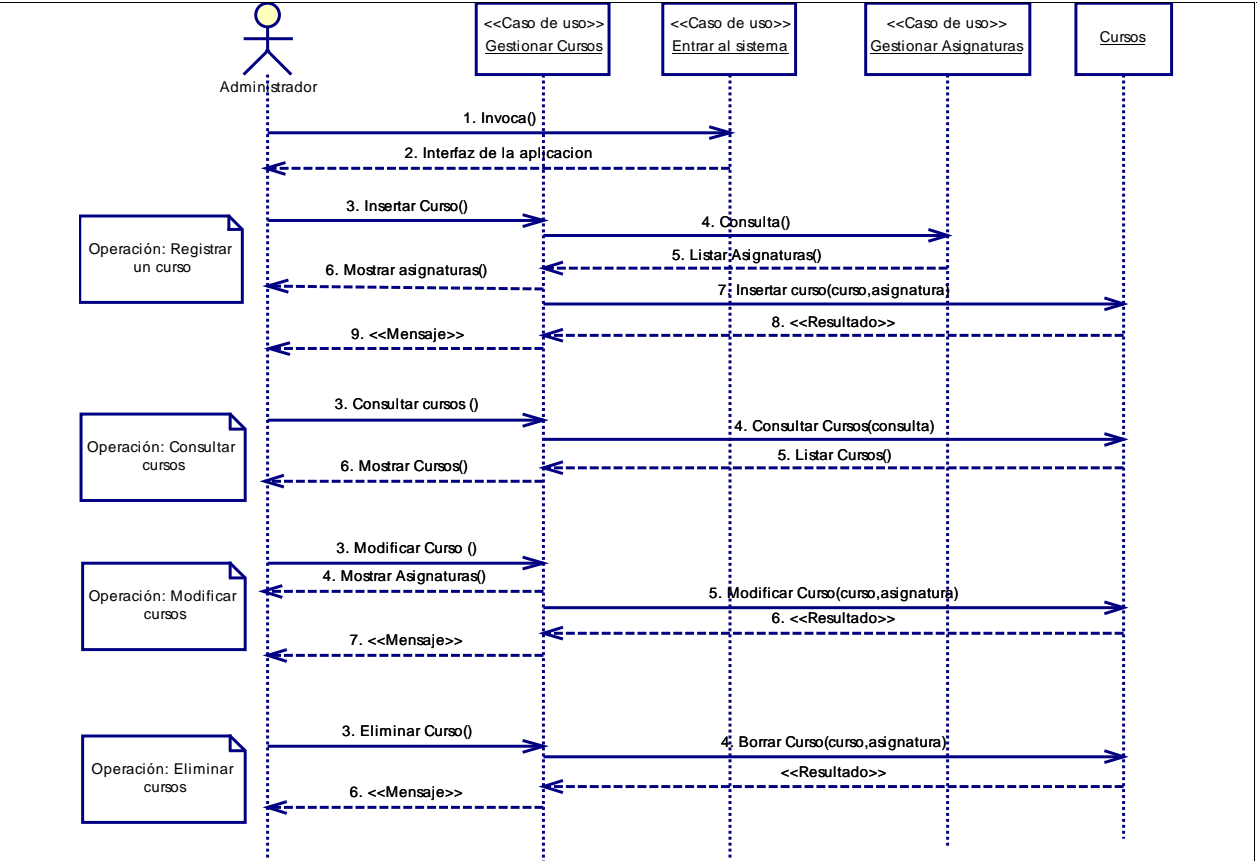 <<Caso de uso>>
Gestionar Cursos
<<Caso de uso>>
Entrar al sistema
<<Caso de uso>>
Gestionar Asignaturas
Cursos
Administrador
1. Invoca()
2. Interfaz de la aplicacion
Operación: Registrar
un curso
3. Insertar Curso()
4. Consulta()
5. Listar Asignaturas()
6. Mostrar asignaturas()
7. Insertar curso(curso,asignatura)
8. <<Resultado>>
9. <<Mensaje>>
Operación: Consultar
cursos
3. Consultar cursos ()
4. Consultar Cursos(consulta)
5. Listar Cursos()
6. Mostrar Cursos()
Operación: Modificar
cursos
3. Modificar Curso ()
4. Mostrar Asignaturas()
5. Modificar Curso(curso,asignatura)
6. <<Resultado>>
7. <<Mensaje>>
Operación: Eliminar
cursos
3. Eliminar Curso()
4. Borrar Curso(curso,asignatura)
<<Resultado>>
6. <<Mensaje>>